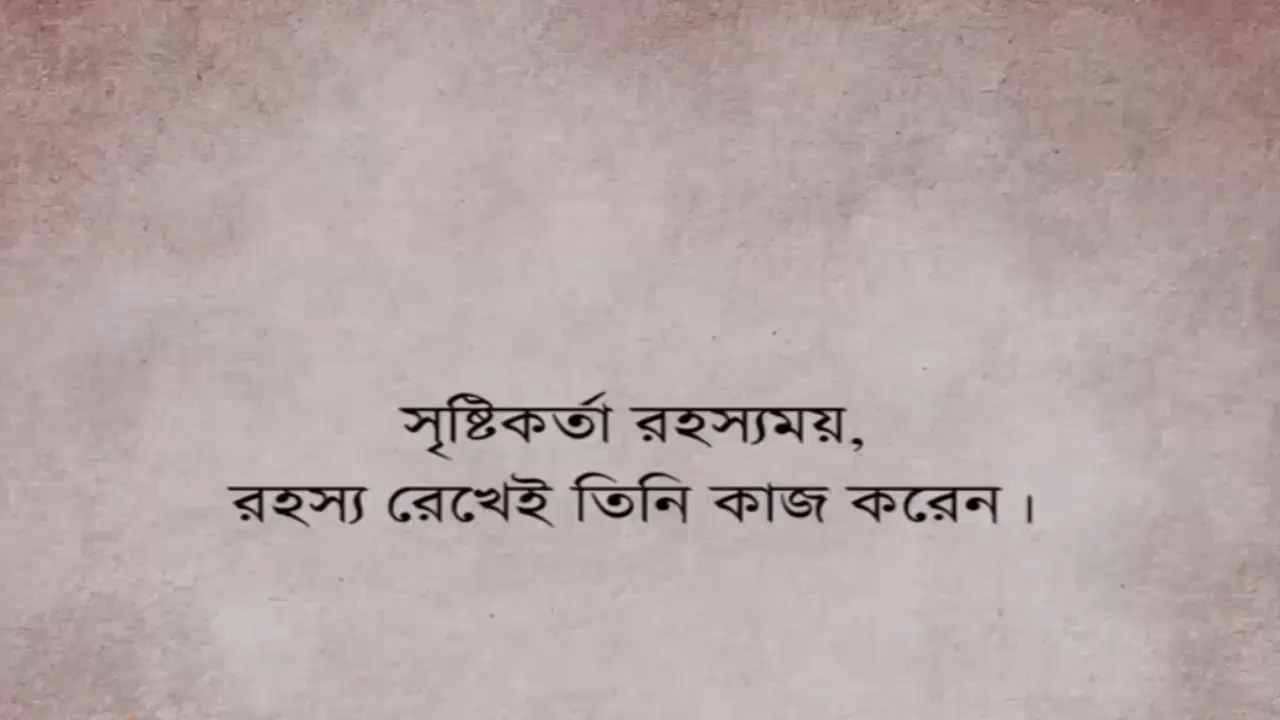 সৃষ্টিকর্তা রহস্যময়,
রহস্য রেখেই তিনি কাজ করেন।